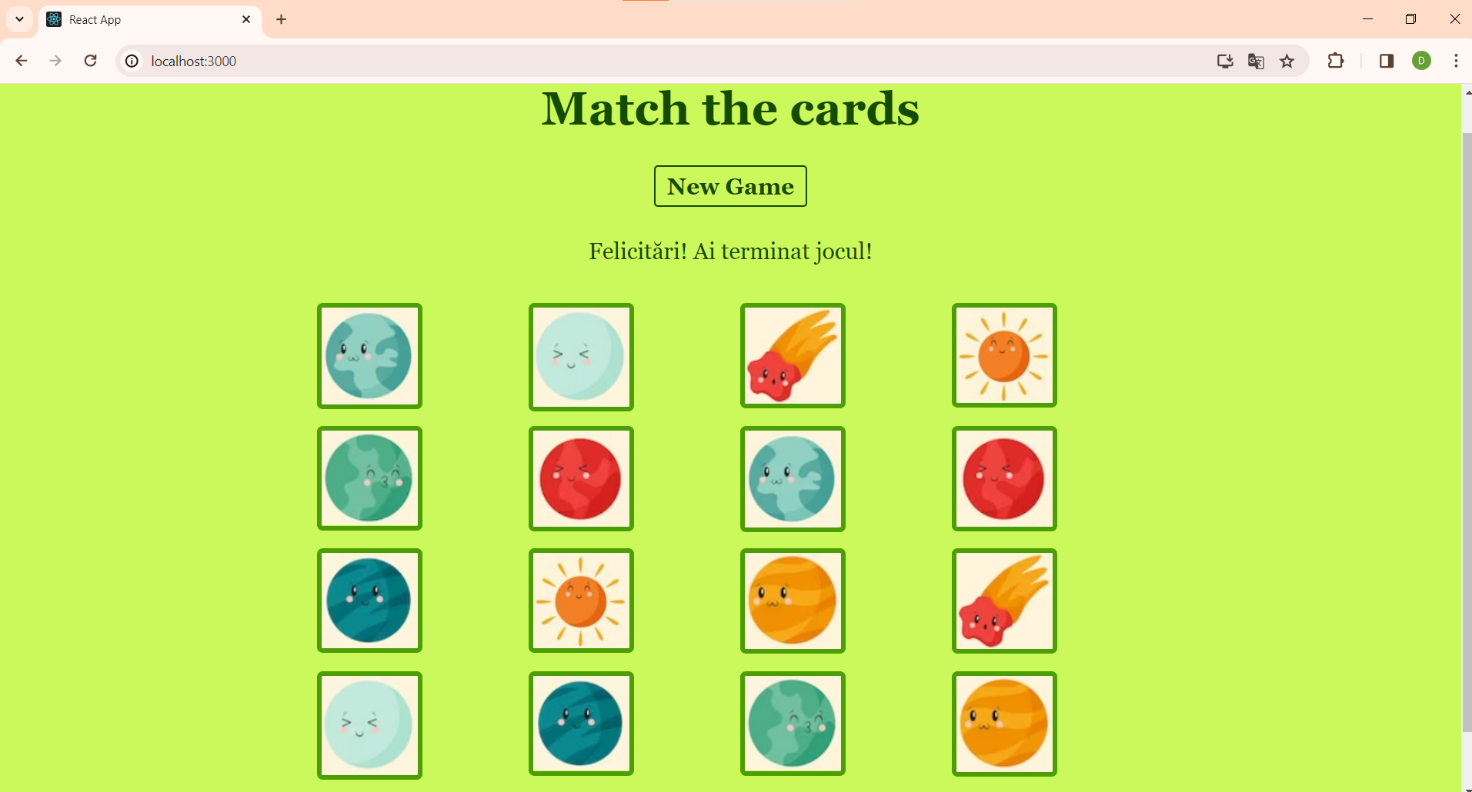 React App
localhost:3000
D
Match the cards
New Game
Felicitări! Ai terminat jocul!